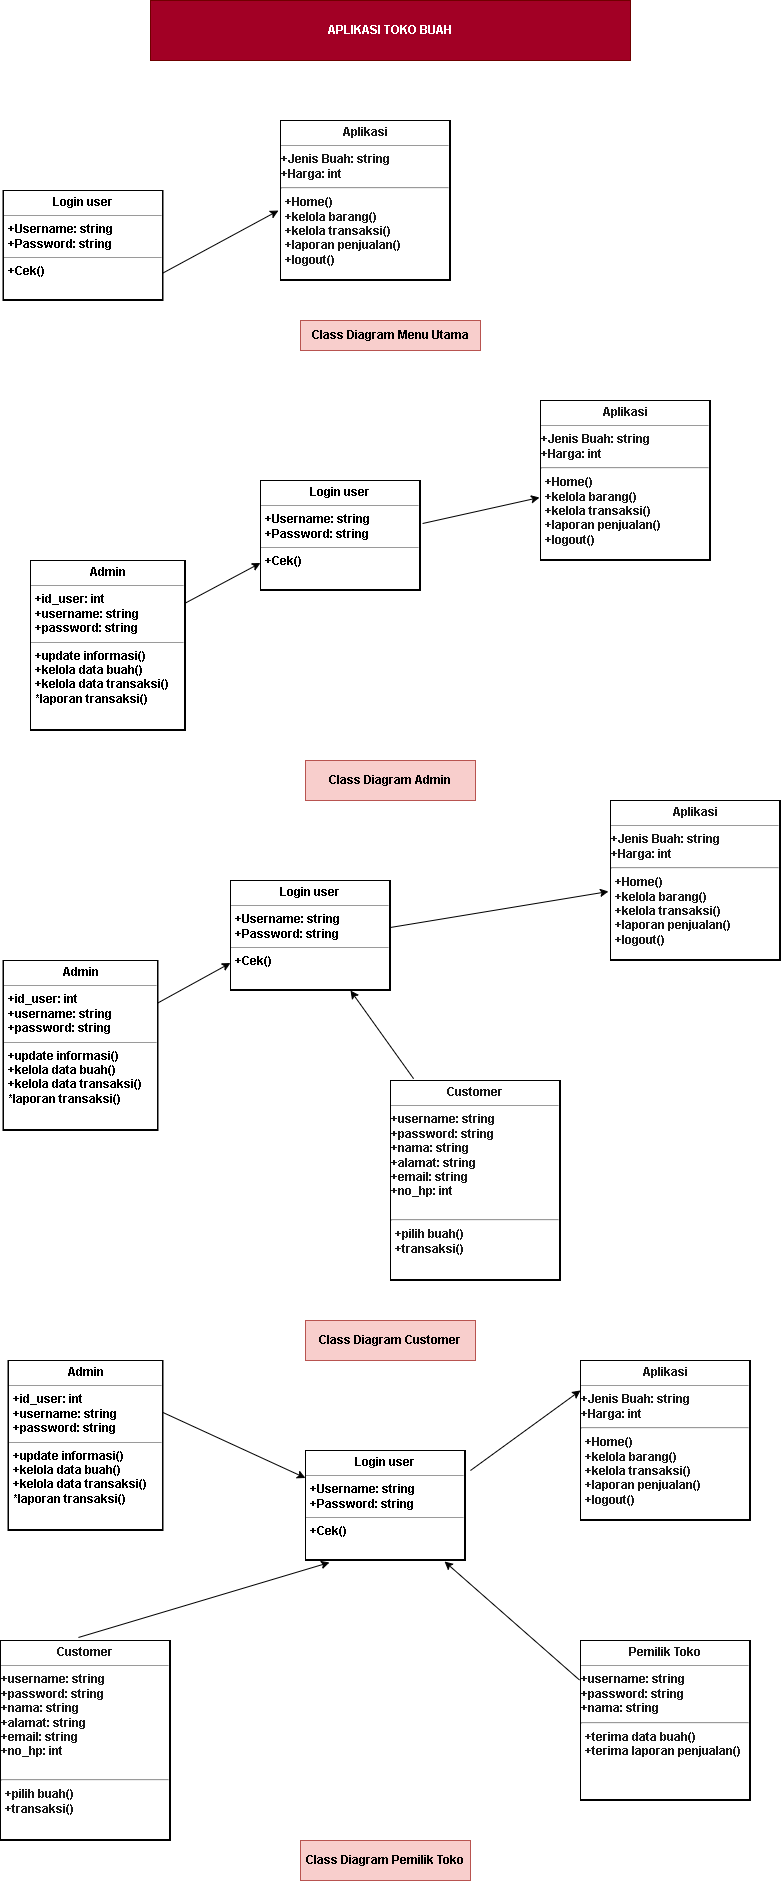 APLIKASI TOKO BUAH
Aplikasi
+Jenis Buah: string
+Harga: int
+Home()
+kelola barang()
+kelola transaksi()
+laporan penjualan()
+logout()
Login user
+Username: string
+Password: string
+Cek()
Class Diagram Menu Utama
Aplikasi
+Jenis Buah: string
+Harga: int
+Home()
+kelola barang()
+kelola transaksi()
+laporan penjualan()
+logout()
Login user
+Username: string
+Password: string
+Cek()
Admin
+id_user: int
+username: string
+password: string
+update informasi()
+kelola data buah()
+kelola data transaksi()
*laporan transaksi()
Class Diagram Admin
Aplikasi
+Jenis Buah: string
+Harga: int
+Home()
+kelola barang()
+kelola transaksi()
+laporan penjualan()
+logout()
Login user
+Username: string
+Password: string
+Cek()
Admin
+id_user: int
+username: string
+password: string
+update informasi()
+kelola data buah()
+kelola data transaksi()
*laporan transaksi()
Customer
+username: string
+password: string
+nama: string
+alamat: string
+email: string
+no_hp: int
+pilih buah()
+transaksi()
Class Diagram Customer
Admin
+id_user: int
+username: string
+password: string
+update informasi()
+kelola data buah()
+kelola data transaksi()
*laporan transaksi()
Aplikasi
+Jenis Buah: string
+Harga: int
+Home()
+kelola barang()
+kelola transaksi()
+laporan penjualan()
+logout()
Login user
+Username: string
+Password: string
+Cek()
Customer
+username: string
+password: string
+nama: string
+alamat: string
+email: string
+no_hp: int
+pilih buah()
+transaksi()
Pemilik Toko
+username: string
+password: string
+nama: string
+terima data buah()
+terima laporan penjualan()
Class Diagram Pemilik Toko